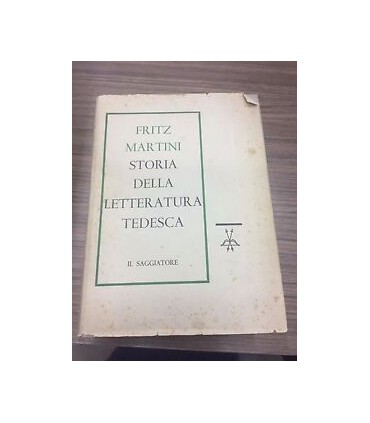 FRITZ
MARTINI
STORIA
DELLA
LETTERATURA
TEDESCA
IL SAGGIATORE